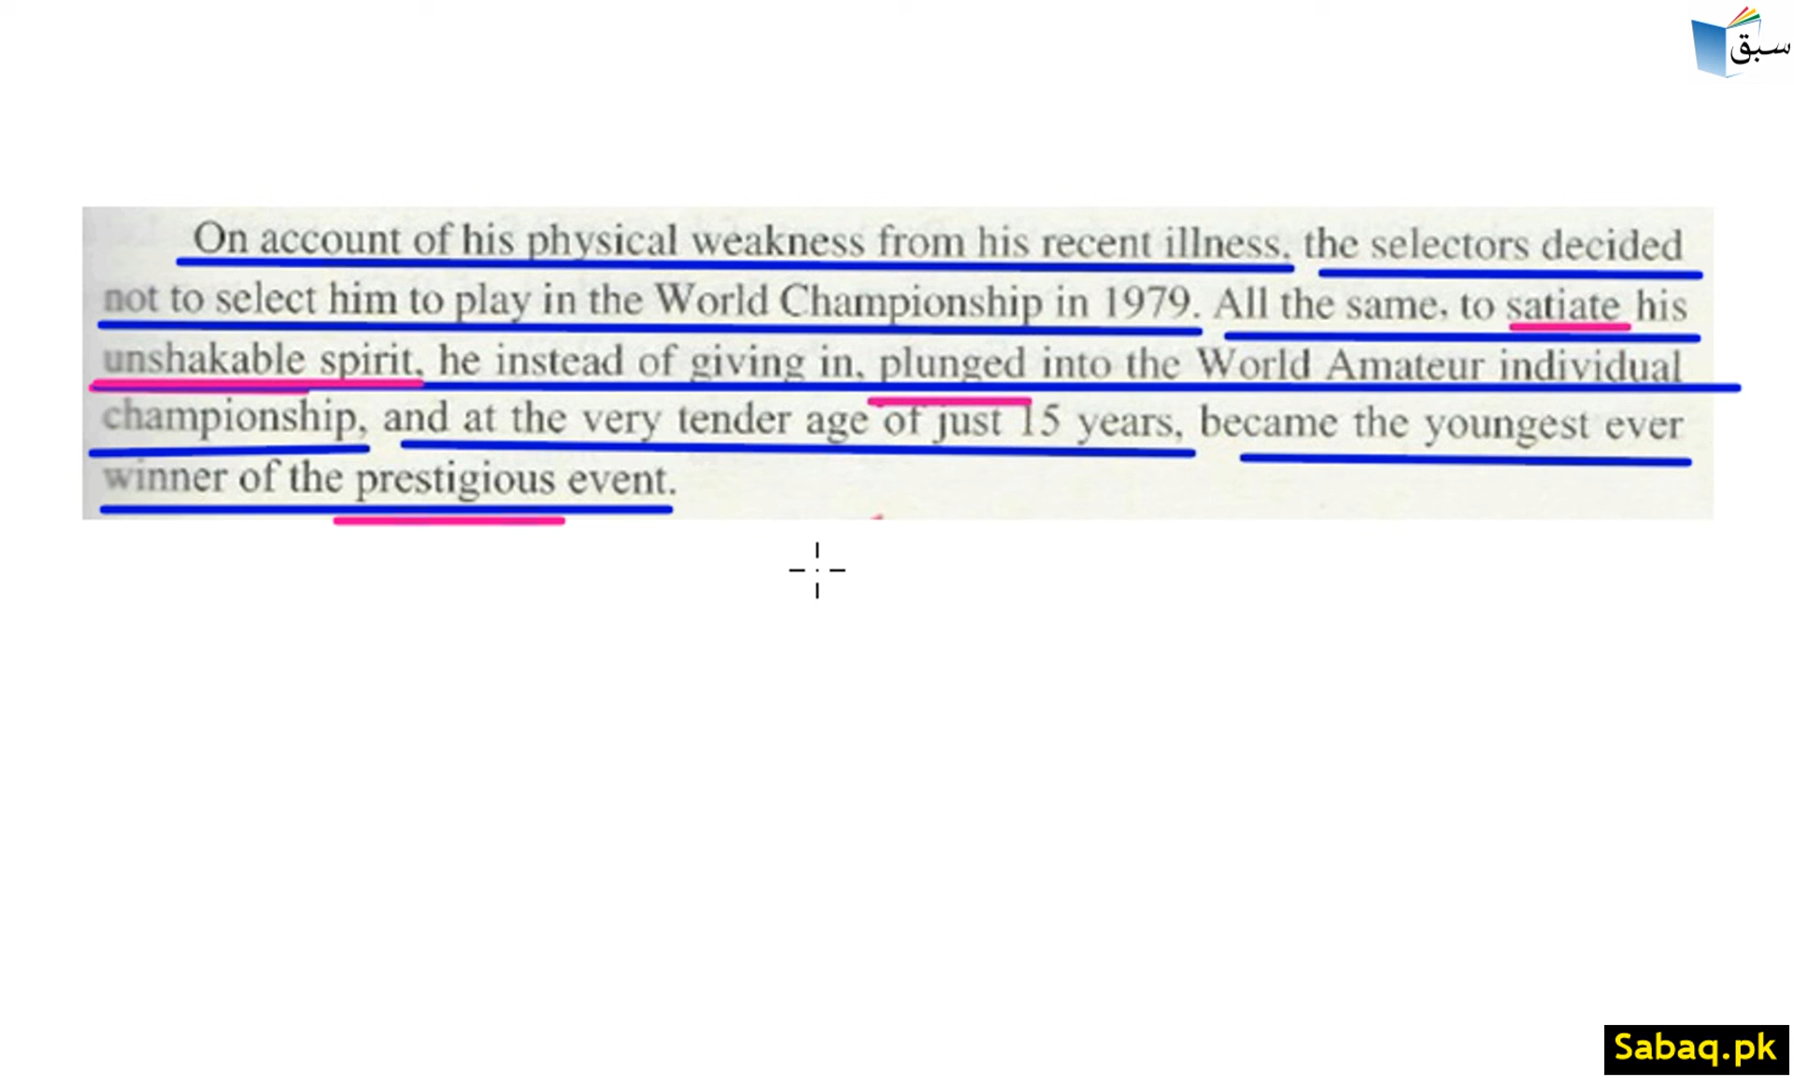 سبق
On account of his physical weakness from his recent illness, the selectors decided
not to select him to play in the World Championship in 1979. All the same, to satiate his
unshakable spirit, he instead of giving in, plunged into the World Amateur individual
championship, and at the very tender age of just 15 years, became the youngest ever
winner of the prestigious event.
Sabaq.pk